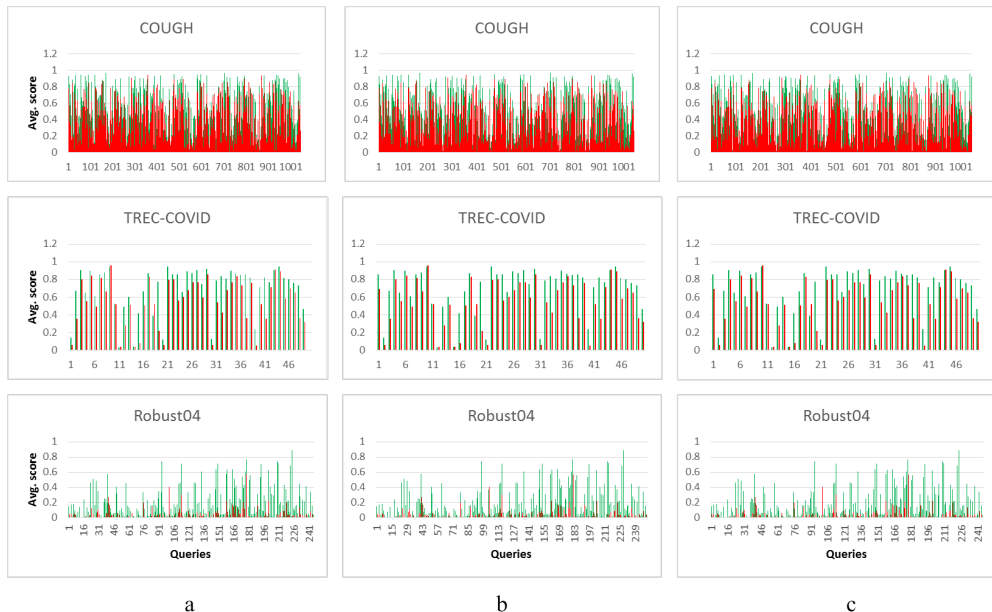 COUGH
COUGH
COUGH
Avg. score
1.2
1
0.8
0.6
0.4
0.2
0
1 101 201 301 401 501 601 701 801 901 1001
1.2
1
0.8
0.6
0.4
0.2
0
1 101 201 301 401 501 601 701 801 901 1001
1.2
1
0.8
0.6
0.4
0.2
0
1 101 201 301 401 501 601 701 801 901 1001
TREC-COVID
TREC-COVID
TREC-COVID
Avg. score
1.2
1
0.8
0.6
0.4
0.2
0
1 6 11 16 21 26 31 36 41 46
1.2
1
0.8
0.6
0.4
0.2
0
1 6 11 16 21 26 31 36 41 46
1.2
1
0.8
0.6
0.4
0.2
0
1 6 11 16 21 26 31 36 41 46
Robust04
Robust04
Robust04
Avg. score
1
0.8
0.6
0.4
0.2
0
1 16 31 46 61 76 91 106 121 136 151 166 181 196 211 226 241
Queries
1
0.8
0.6
0.4
0.2
0
1 15 29 43 57 71 85 99 113 127 141 155 169 183 197 211 225 239
Queries
1
0.8
0.6
0.4
0.2
0
1 16 31 46 61 76 91 106 121 136 151 166 181 196 211 226 241
Queries
a b c